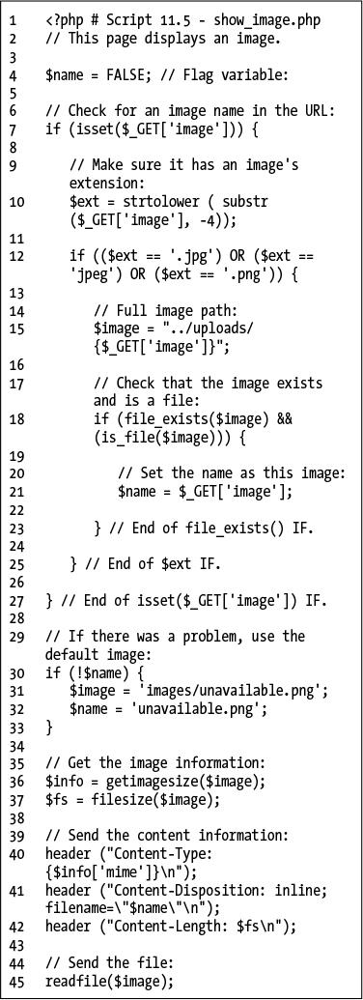 1 <?php # Script 11.5 - show_image.php
2 // This page displays an image.
3
4 $name = FALSE; // Flag variable:
5
6 // Check for an image name in the URL:
7 if (isset($_GET['image'])) {
8
9 // Make sure it has an image's
extension:
10 $ext = strtolower ( substr
($_GET['image'], -4));
11
12 if (($ext == '.jpg') OR ($ext ==
'jpeg') OR ($ext == '.png')) {
13
14 // Full image path:
15 $image = "../uploads/
{$_GET['image']}";
16
17 // Check that the image exists
and is a file:
18 if (file_exists($image) &&
(is_file($image))) {
19
20 // Set the name as this image:
21 $name = $_GET['image'];
22
23 } // End of file_exists() IF.
24
25 } // End of $ext IF.
26
27 } // End of isset($_GET['image']) IF.
28
29 // If there was a problem, use the
default image:
30 if (!$name) {
31 $image = 'images/unavailable.png';
32 $name = 'unavailable.png';
33 }
34
35 // Get the image information:
36 $info = getimagesize($image);
37 $fs = filesize($image);
38
39 // Send the content information:
40 header ("Content-Type:
{$info['mime']}\n");
41 header ("Content-Disposition: inline;
filename=\"$name\"\n");
42 header ("Content-Length: $fs\n");
43
44 // Send the file:
45 readfile($image);